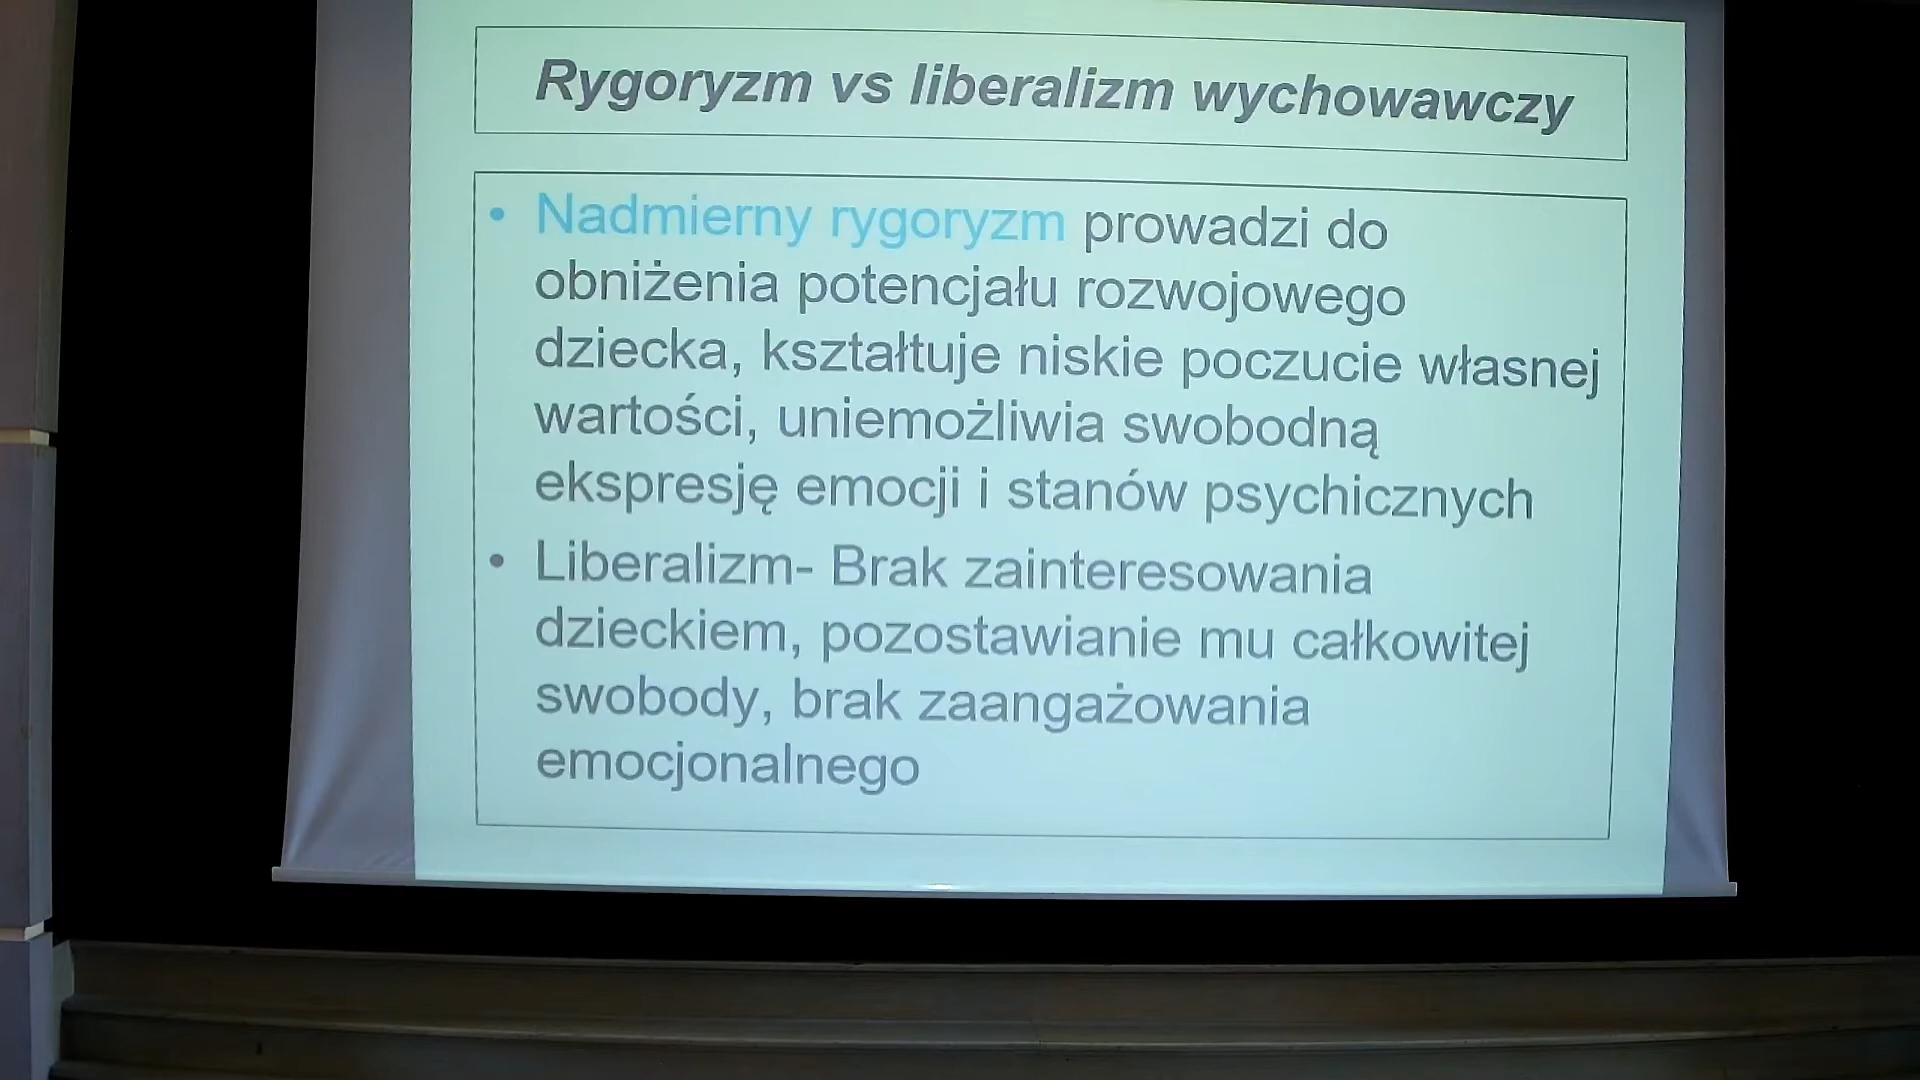 Rygoryzm vs liberalizm wychowawczy
• Nadmierny rygoryzm prowadzi do
obniżenia potencjału rozwojowego
dziecka, kształtuje niskie poczucie własnej
wartości, uniemożliwia swobodną
ekspresję emocji i stanów psychicznych
• Liberalizm- Brak zainteresowania
dzieckiem, pozostawianie mu całkowitej
swobody, brak zaangażowania
emocjonalnego